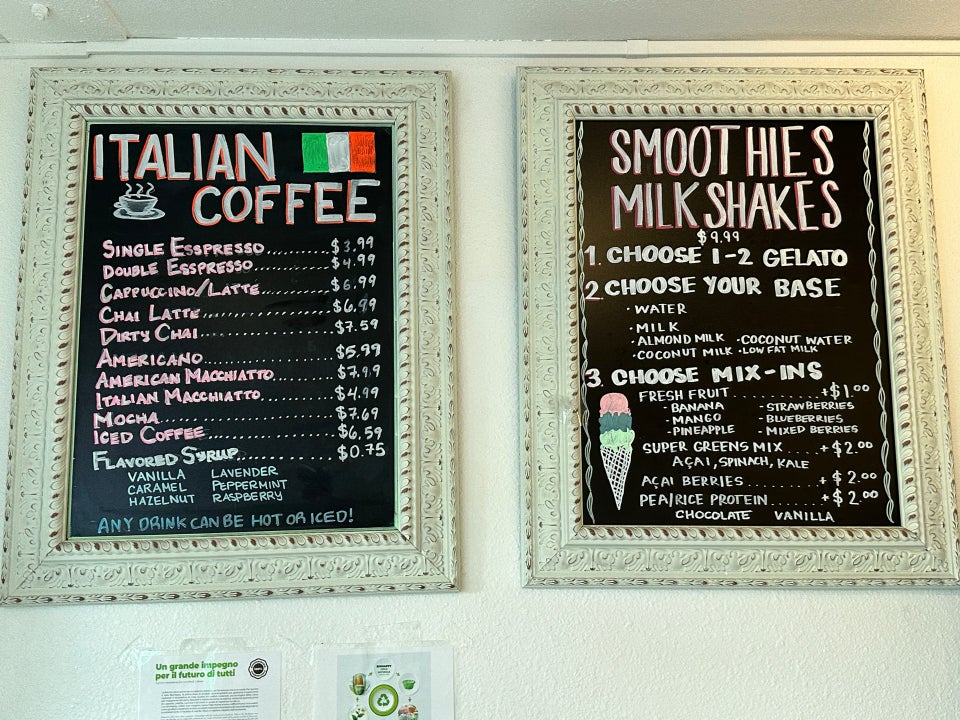 ITALIAN
COFFEE
SINGLE ESSPRESSO.......$3.99
DOUBLE ESSPRESSO.........$4.99
CAPPUCCINO/LATTE..........$6.99
CHAI LATTE................$6.99
DIRTY CHAI................$7.59
AMERICANO................$5.99
AMERICAN MACCHIATTO.......$7.99
ITALIAN MACCHIATTO........$4.99
MOCHA....................$7.69
ICED COFFEE...............$6.59
FLAVORED SYRUP............$0.75
VANILLA LAVENDER
CARAMEL PEPPERMINT
HAZELNUT RASPBERRY
ANY DRINK CAN BE HOT OR ICED!
SMOOTHIES
MILKSHAKES
$9.99
1. CHOOSE 1-2 GELATO
2. CHOOSE YOUR BASE
• WATER
• MILK
• ALMOND MILK • COCONUT WATER
• COCONUT MILK • LOW FAT MILK
3. CHOOSE MIX-INS
FRESH FRUIT..........+$1.00
- BANANA - STRAWBERRIES
- MANGO - BLUEBERRIES
- PINEAPPLE - MIXED BERRIES
SUPER GREENS MIX....+$2.00
AÇAI, SPINACH, KALE
AÇAI BERRIES........+$2.00
PEA/RICE PROTEIN......+$2.00
CHOCOLATE VANILLA
Un grande impegno
per il futuro di tutti